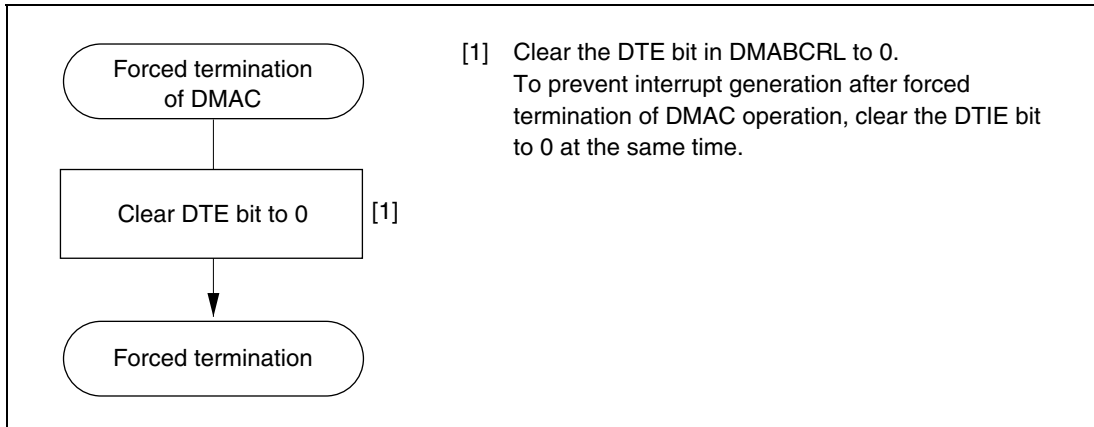 Forced termination
of DMAC
Clear DTE bit to 0
[1]
Forced termination
[1] Clear the DTE bit in DMABCRL to 0.
To prevent interrupt generation after forced
termination of DMAC operation, clear the DTIE bit
to 0 at the same time.